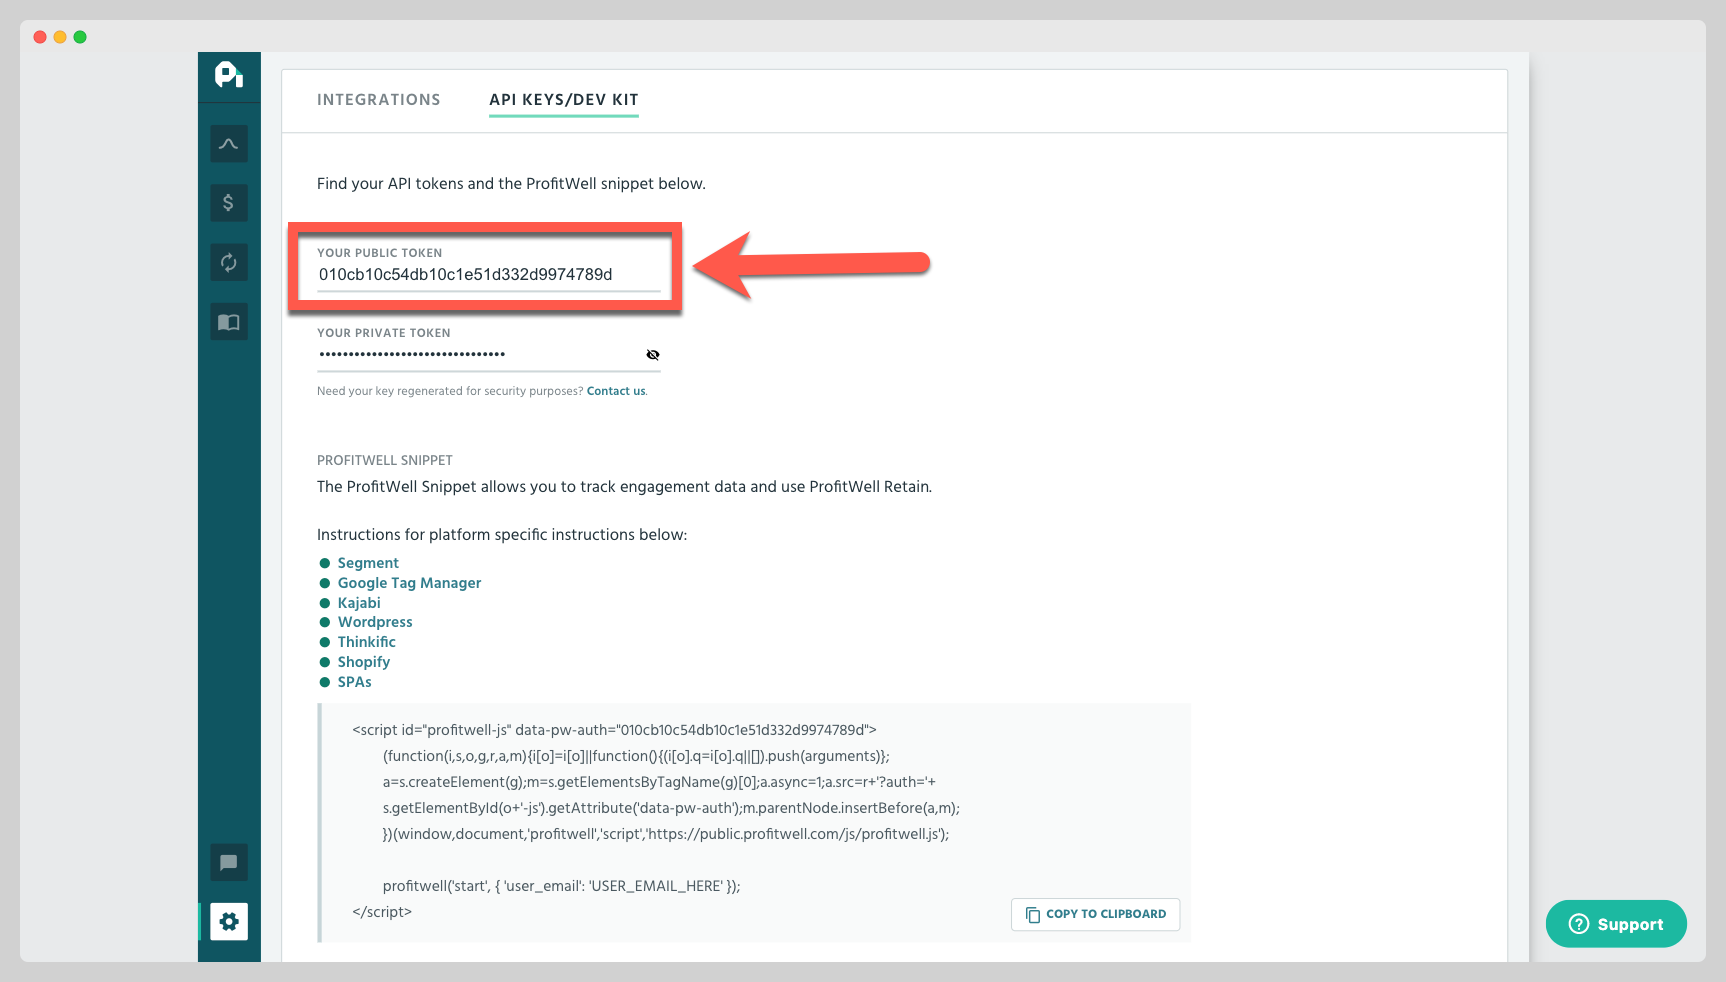 INTEGRATIONS
API KEYS/DEV KIT
Find your API tokens and the ProfitWell snippet below.
YOUR PUBLIC TOKEN
010cb10c54db10c1e51d332d9974789d
YOUR PRIVATE TOKEN
••••••••••••••••••••••••••••••••
Need your key regenerated for security purposes? Contact us.
PROFITWELL SNIPPET
The ProfitWell Snippet allows you to track engagement data and use ProfitWell Retain.
Instructions for platform specific instructions below:
Segment
Google Tag Manager
Kajabi
Wordpress
Thinkific
Shopify
SPAs
<script id="profitwell-js" data-pw-auth="010cb10c54db10c1e51d332d9974789d">
(function(i,s,o,g,r,a,m){i[o]=i[o]||function(){(i[o].q=i[o].q||[]).push(arguments)};
a=s.createElement(g);m=s.getElementsByTagName(g)[0];a.async=1;a.src=r+'?auth='+
s.getElementById(o+'-js').getAttribute('data-pw-auth');m.parentNode.insertBefore(a,m);
})(window,document,'profitwell','script','https://public.profitwell.com/js/profitwell.js');
profitwell('start', { 'user_email': 'USER_EMAIL_HERE' });
</script>
COPY TO CLIPBOARD
Support